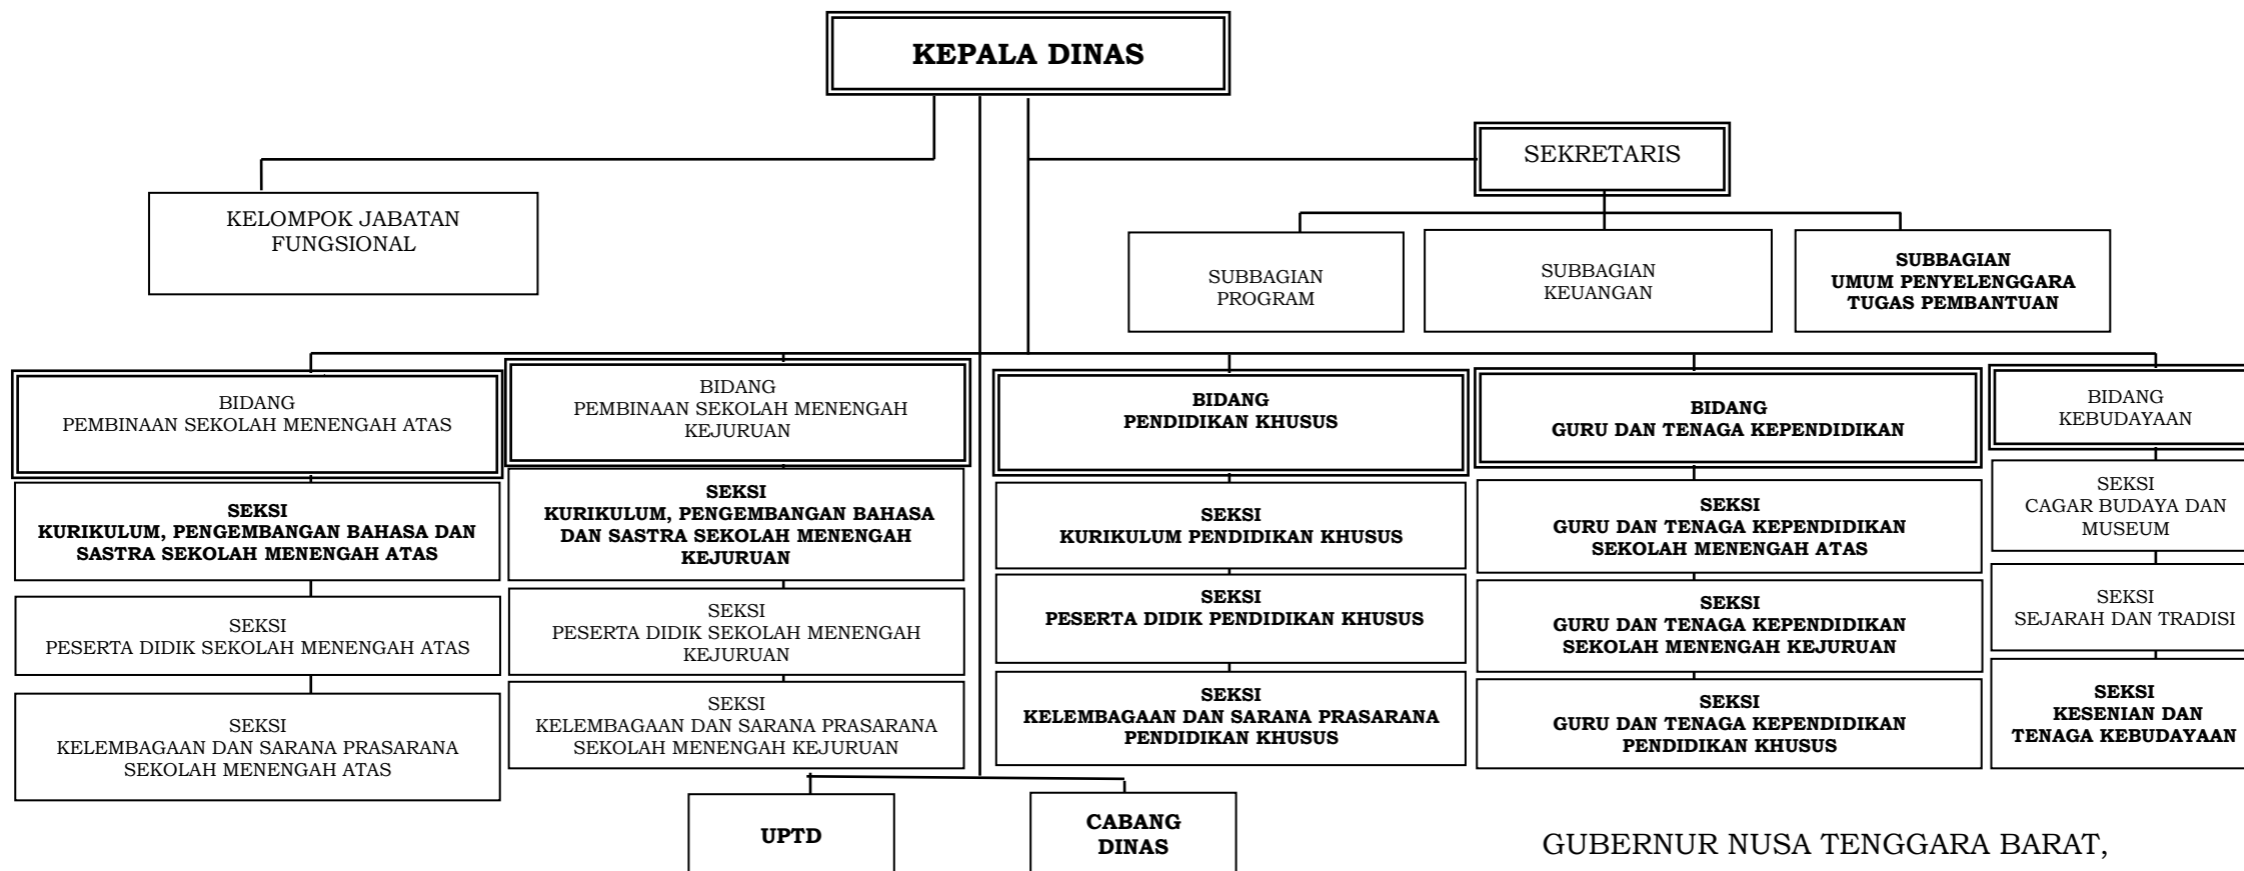 KEPALA DINAS
SEKRETARIS
KELOMPOK JABATAN
FUNGSIONAL
SUBBAGIAN
PROGRAM
SUBBAGIAN
KEUANGAN
SUBBAGIAN
UMUM PENYELENGGARA
TUGAS PEMBANTUAN
BIDANG
PEMBINAAN SEKOLAH MENENGAH ATAS
SEKSI
KURIKULUM, PENGEMBANGAN BAHASA DAN
SASTRA SEKOLAH MENENGAH ATAS
SEKSI
PESERTA DIDIK SEKOLAH MENENGAH ATAS
SEKSI
KELEMBAGAAN DAN SARANA PRASARANA
SEKOLAH MENENGAH ATAS
BIDANG
PEMBINAAN SEKOLAH MENENGAH
KEJURUAN
SEKSI
KURIKULUM, PENGEMBANGAN BAHASA
DAN SASTRA SEKOLAH MENENGAH
KEJURUAN
SEKSI
PESERTA DIDIK SEKOLAH MENENGAH
KEJURUAN
SEKSI
KELEMBAGAAN DAN SARANA PRASARANA
SEKOLAH MENENGAH KEJURUAN
BIDANG
PENDIDIKAN KHUSUS
SEKSI
KURIKULUM PENDIDIKAN KHUSUS
SEKSI
PESERTA DIDIK PENDIDIKAN KHUSUS
SEKSI
KELEMBAGAAN DAN SARANA PRASARANA
PENDIDIKAN KHUSUS
BIDANG
GURU DAN TENAGA KEPENDIDIKAN
SEKSI
GURU DAN TENAGA KEPENDIDIKAN
SEKOLAH MENENGAH ATAS
SEKSI
GURU DAN TENAGA KEPENDIDIKAN
SEKOLAH MENENGAH KEJURUAN
SEKSI
GURU DAN TENAGA KEPENDIDIKAN
PENDIDIKAN KHUSUS
BIDANG
KEBUDAYAAN
SEKSI
CAGAR BUDAYA DAN
MUSEUM
SEKSI
SEJARAH DAN TRADISI
SEKSI
KESENIAN DAN
TENAGA KEBUDAYAAN
UPTD
CABANG
DINAS
GUBERNUR NUSA TENGGARA BARAT,